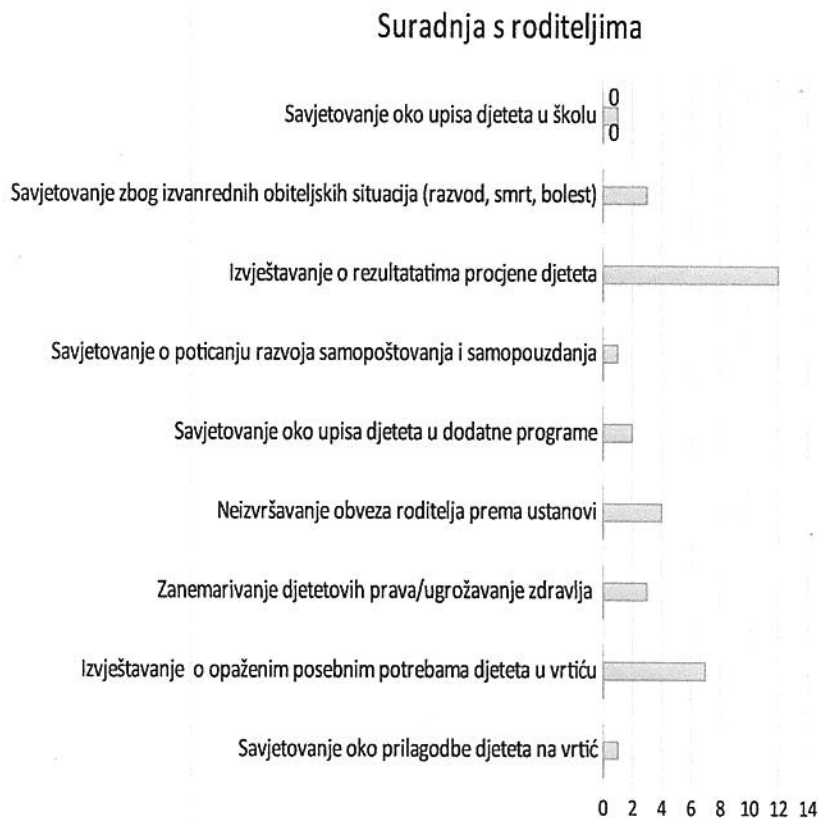 Suradnja s roditeljima
0
Savjetovanje oko upisa djeteta u školu
0
Savjetovanje zbog izvanrednih obiteljskih situacija (razvod, smrt, bolest)
Izvještavanje o rezultatatima procjene djeteta
Savjetovanje o poticanju razvoja samopoštovanja i samopouzdanja
Savjetovanje oko upisa djeteta u dodatne programe
Neizvršavanje obveza roditelja prema ustanovi
Zanemarivanje djetetovih prava/ugrožavanje zdravlja
Izvještavanje o opaženim posebnim potrebama djeteta u vrtiću
Savjetovanje oko prilagodbe djeteta na vrtić
0 2 4 6 8 10 12 14